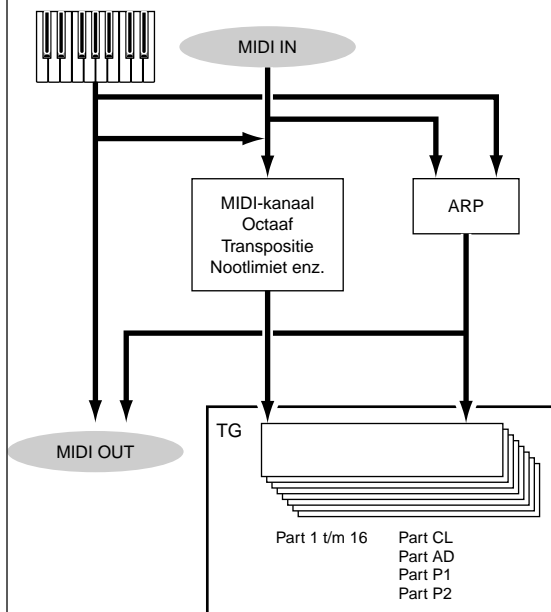 MIDI IN
MIDI-kanaal
Octaaf
Transpositie
Nootlimiet enz.
ARP
MIDI OUT
TG
Part 1 t/m 16
Part CL
Part AD
Part P1
Part P2